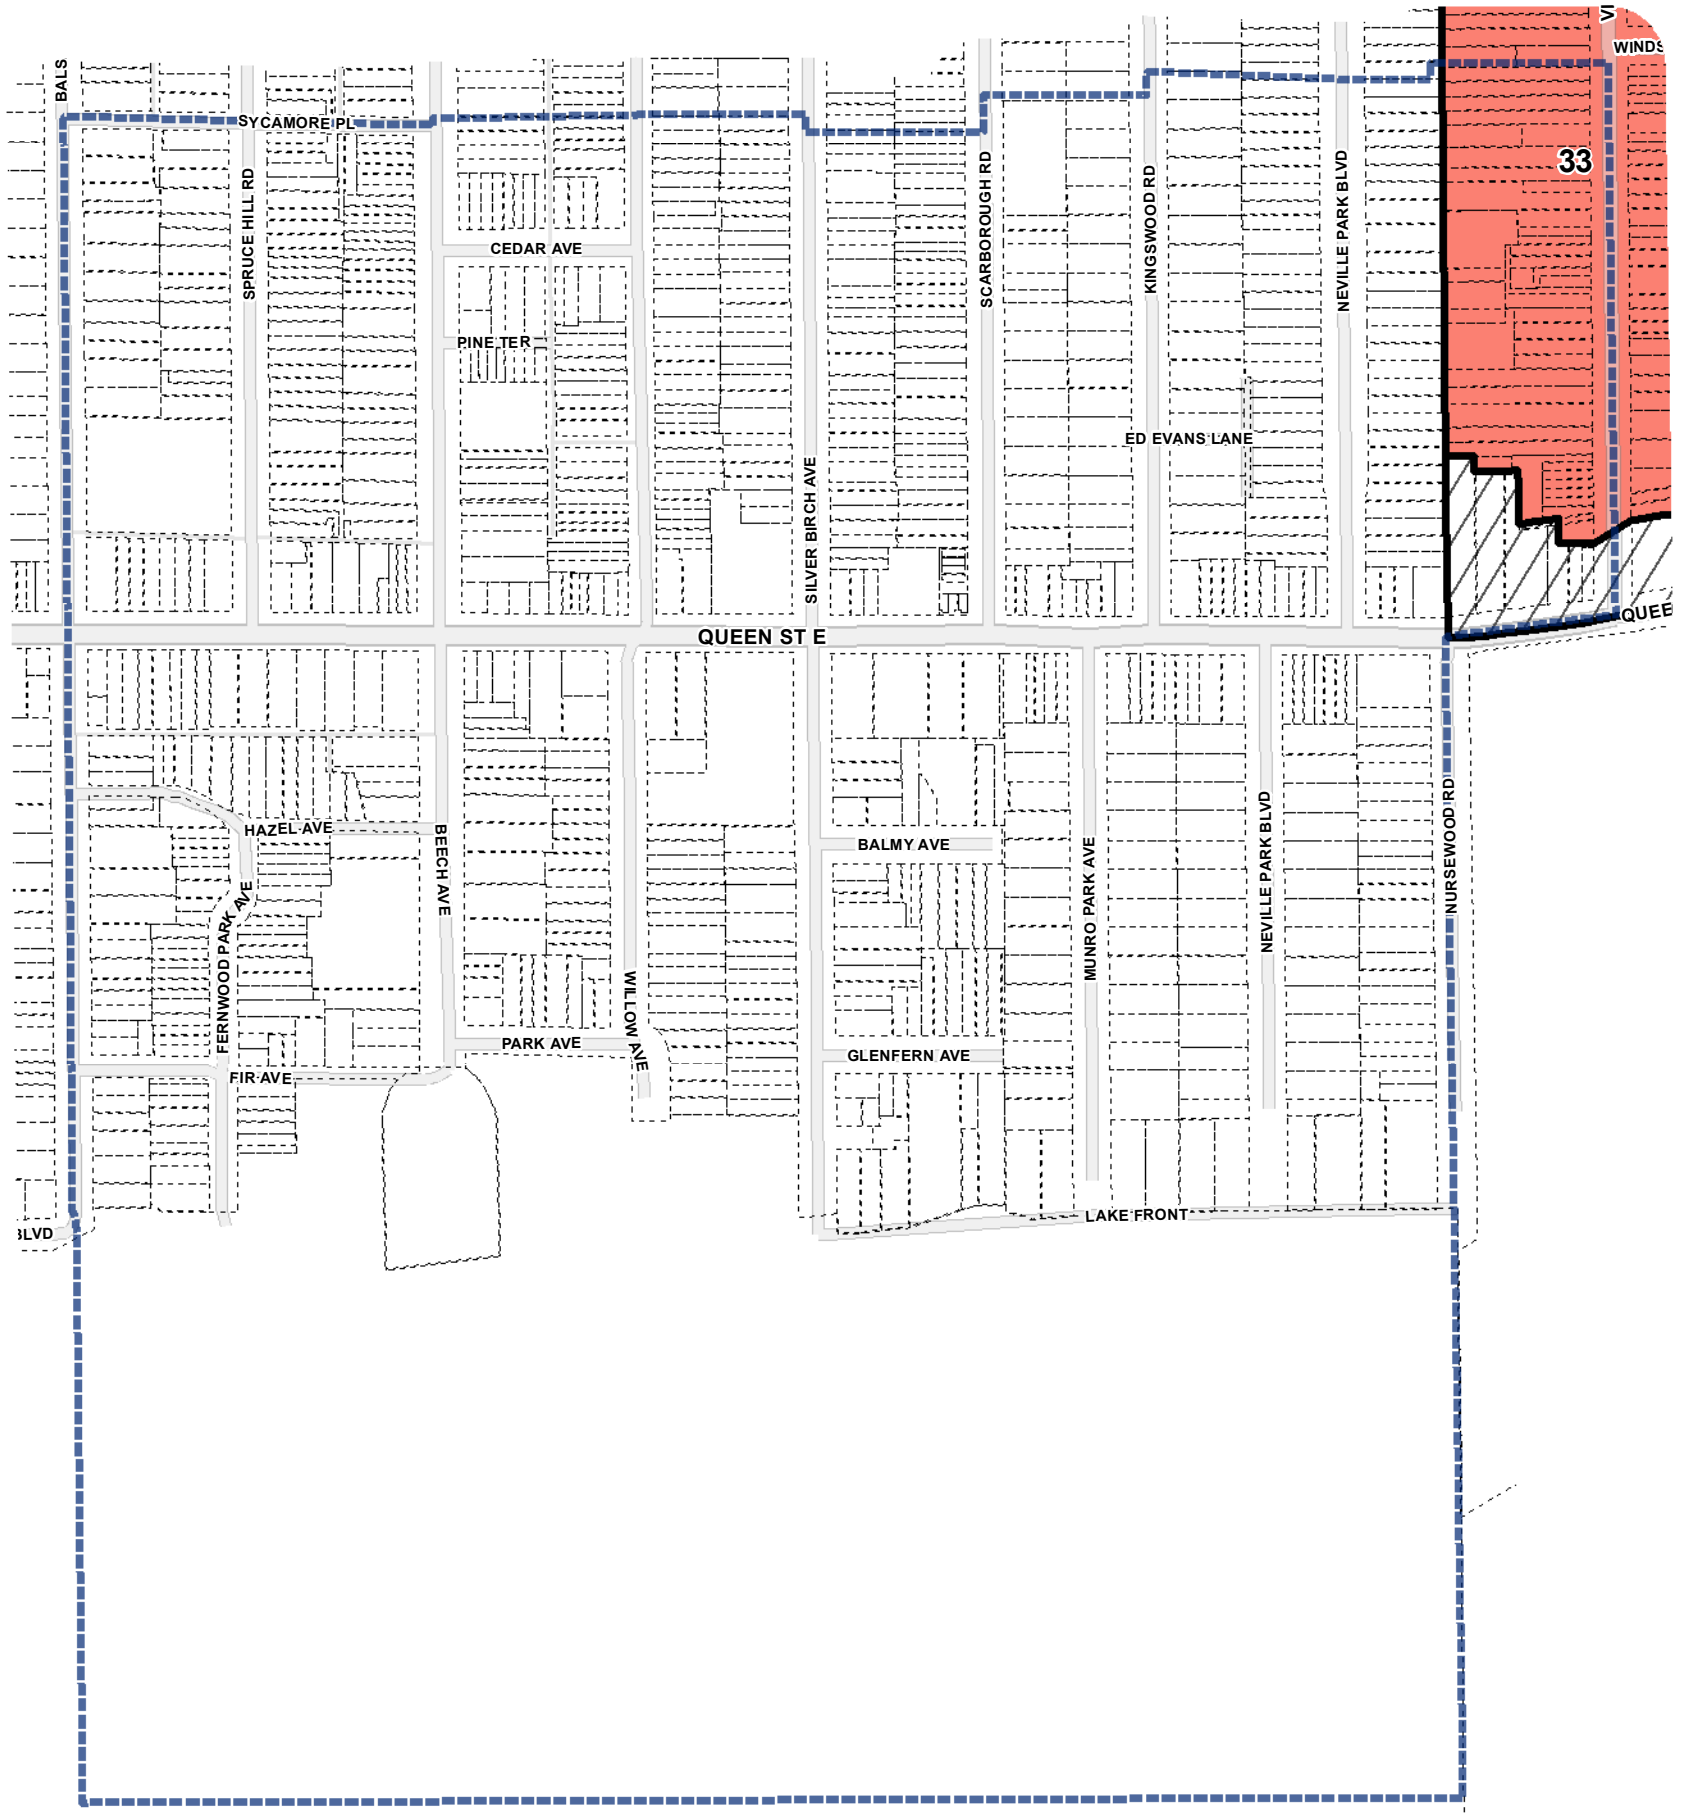 VI
WINDS
BALS
SYCAMORE PL
33
SPRUCE HILL RD
SCARBOROUGH RD
KINGSWOOD RD
NEVILLE PARK BLVD
CEDAR AVE
PINE TER
ED EVANS LANE
SILVER BIRCH AVE
QUEE
QUEEN ST E
HAZEL AVE
BEECH AVE
BALMY AVE
MUNRO PARK AVE
NEVILLE PARK BLVD
NURSEWOOD RD
FERNWOOD PARK AVE
WILLOW AVE
PARK AVE
GLENFERN AVE
FIR AVE
LAKE FRONT
BLVD